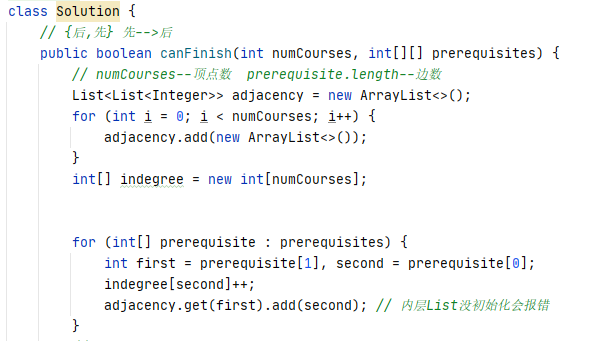 class Solution {
// {后,先} 先-->后
public boolean canFinish(int numCourses, int[][] prerequisites) {
// numCourses--顶点数  prerequisite.length--边数
List<List<Integer>> adjacency = new ArrayList<>();
for (int i = 0; i < numCourses; i++) {
adjacency.add(new ArrayList<>());
}
int[] indegree = new int[numCourses];
for (int[] prerequisite : prerequisites) {
int first = prerequisite[1], second = prerequisite[0];
indegree[second]++;
adjacency.get(first).add(second); // 内层List没初始化会报错
}